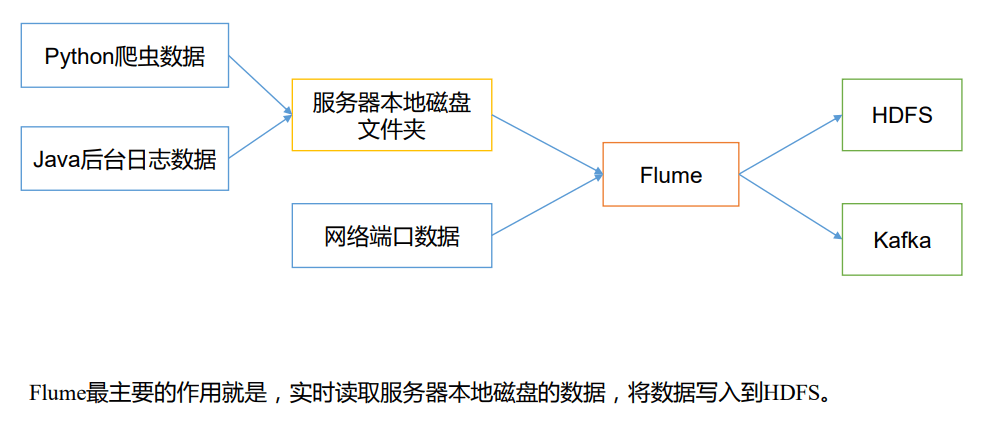 Python爬虫数据
Java后台日志数据
服务器本地磁盘
文件夹
网络端口数据
Flume
HDFS
Kafka
Flume最主要的作用就是，实时读取服务器本地磁盘的数据，将数据写入到HDFS。